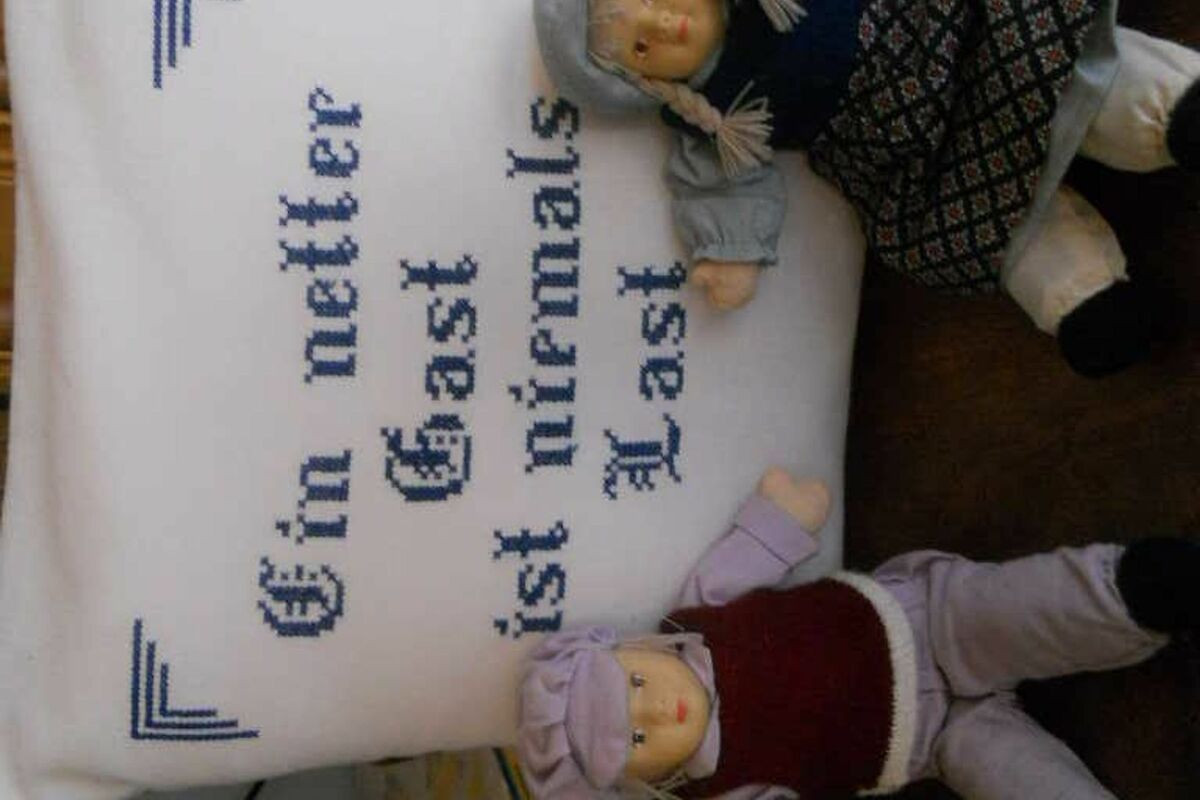 Ein netter
Gast
ist niemals
Last